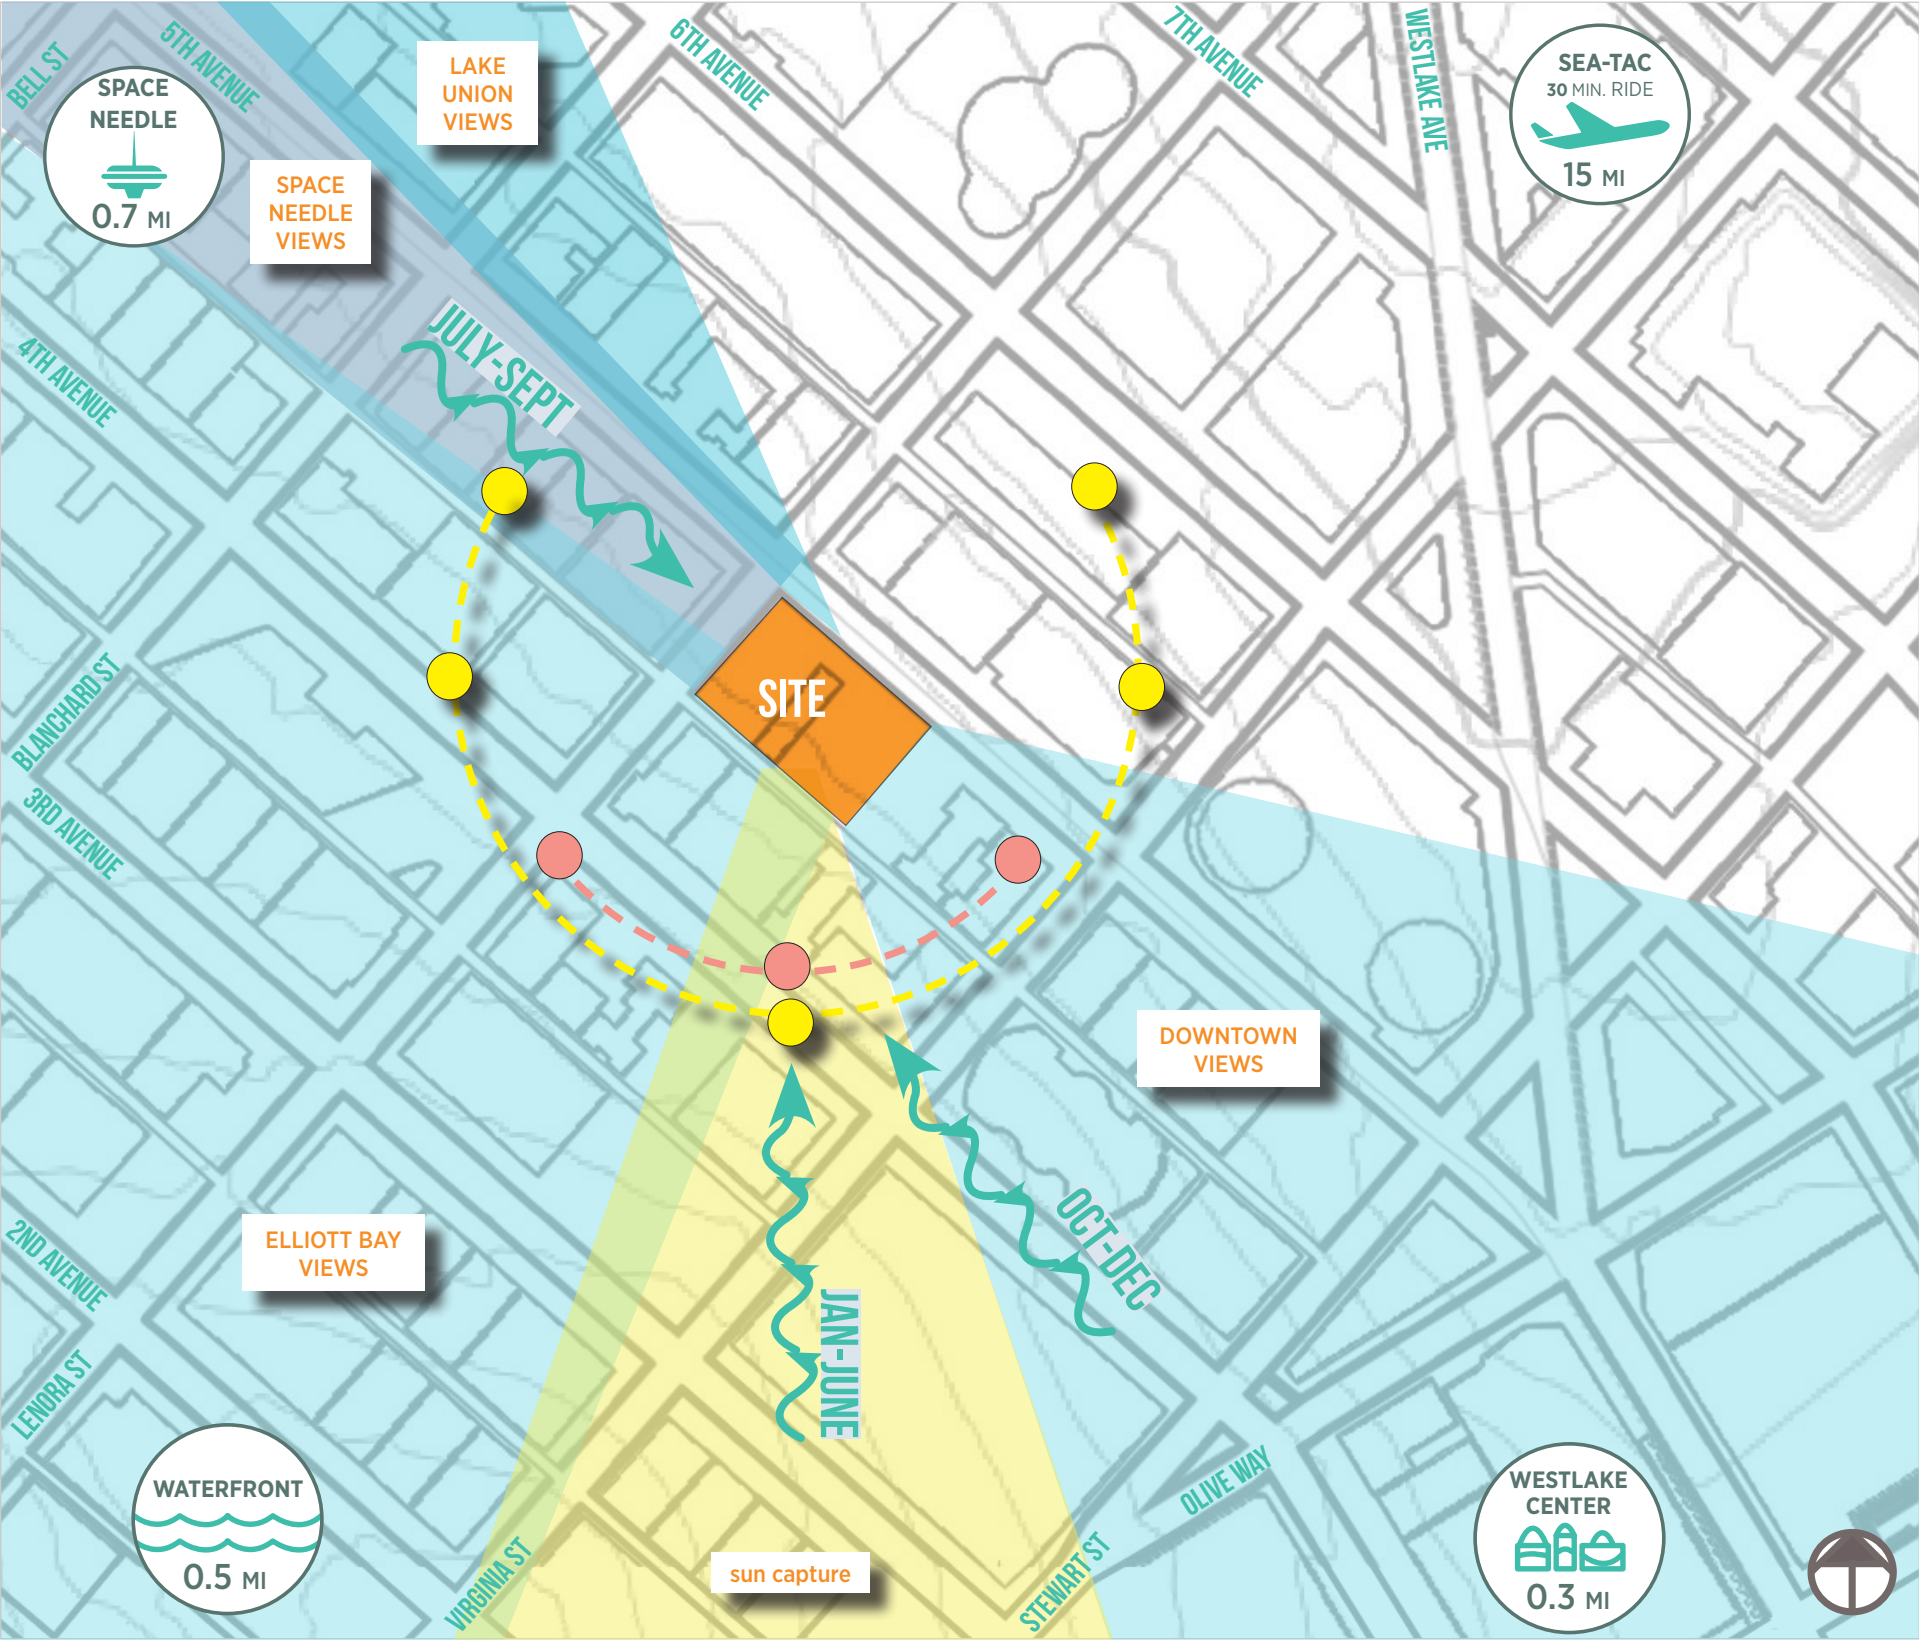 BELL ST
5TH AVENUE
6TH AVENUE
7TH AVENUE
WESTLAKE AVE
SPACE
NEEDLE
0.7 MI
LAKE
UNION
VIEWS
SEA-TAC
30 MIN. RIDE
15 MI
SPACE
NEEDLE
VIEWS
4TH AVENUE
JULY-SEPT
SITE
BLANCHARD ST
3RD AVENUE
DOWNTOWN
VIEWS
2ND AVENUE
ELLIOTT BAY
VIEWS
OCT-DEC
JAN-JUNE
LENORA ST
WATERFRONT
0.5 MI
VIRGINIA ST
sun capture
STEWART ST
OLIVE WAY
WESTLAKE
CENTER
0.3 MI